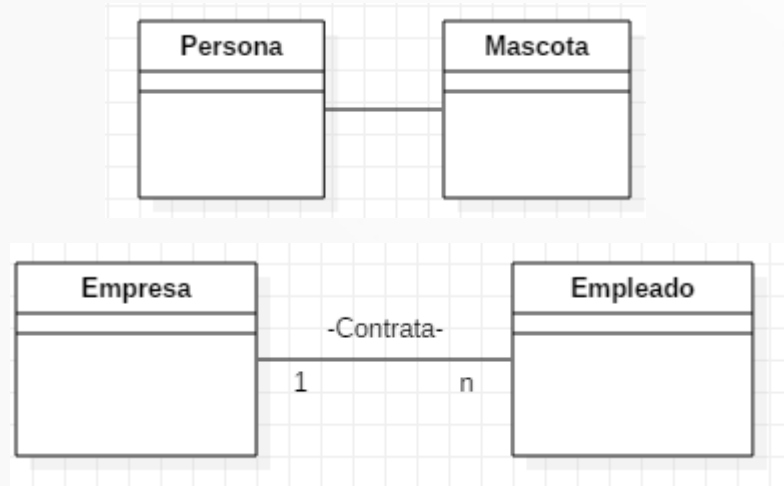 Persona
Mascota
Empresa
Empleado
-Contrata-
1
n